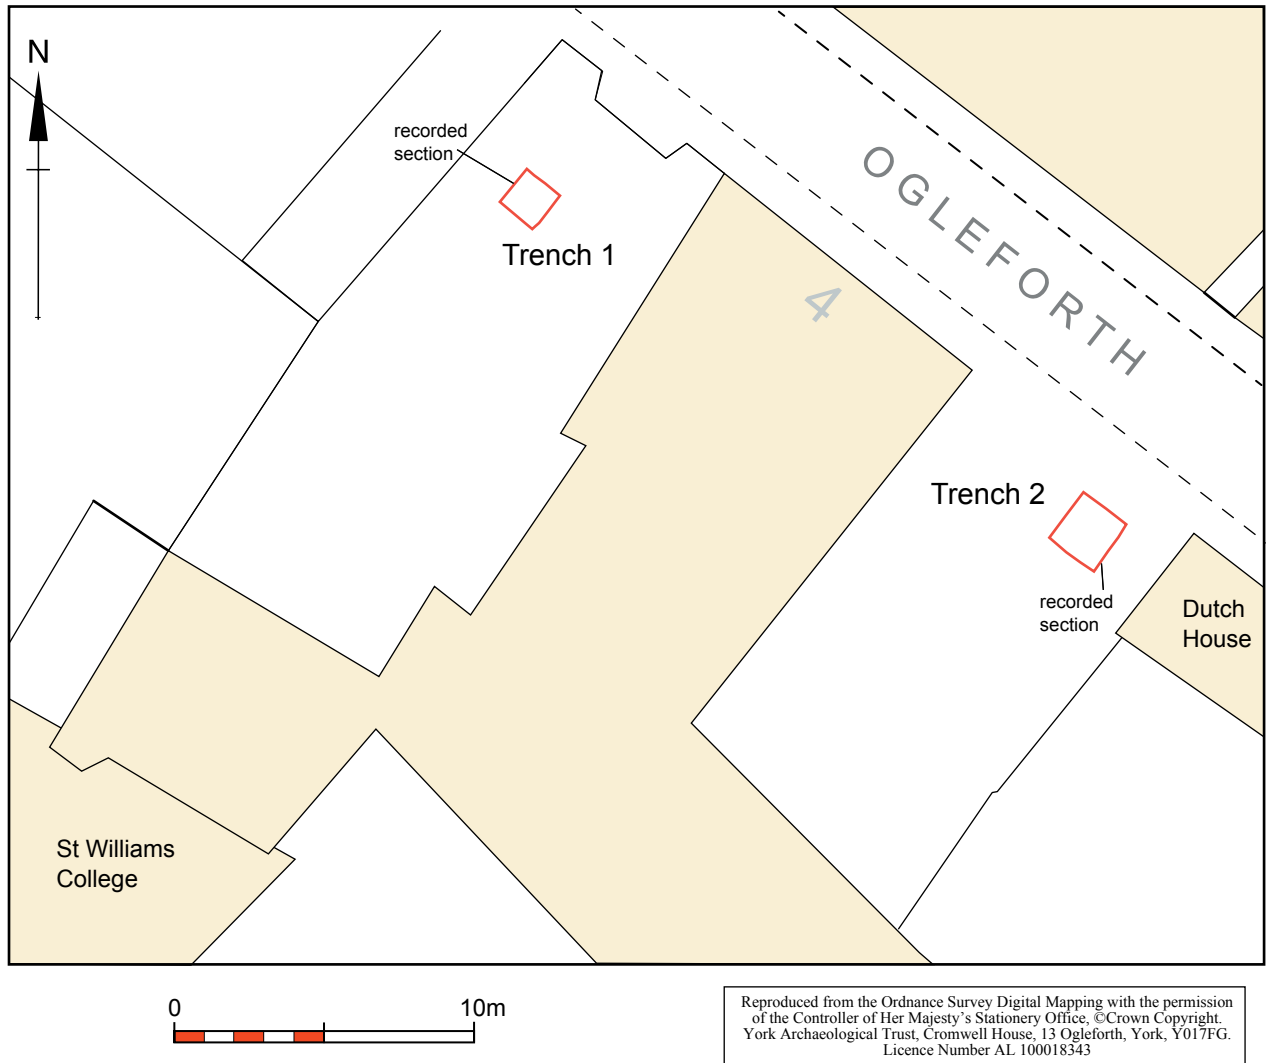 N
recorded
section
Trench 1
OGLEFORTH
4
Trench 2
recorded
section
Dutch
House
St Williams
College
0 10m
Reproduced from the Ordnance Survey Digital Mapping with the permission
of the Controller of Her Majesty's Stationery Office, ©Crown Copyright.
York Archaeological Trust, Cromwell House, 13 Ogleforth, York, Y017FG.
Licence Number AL 100018343